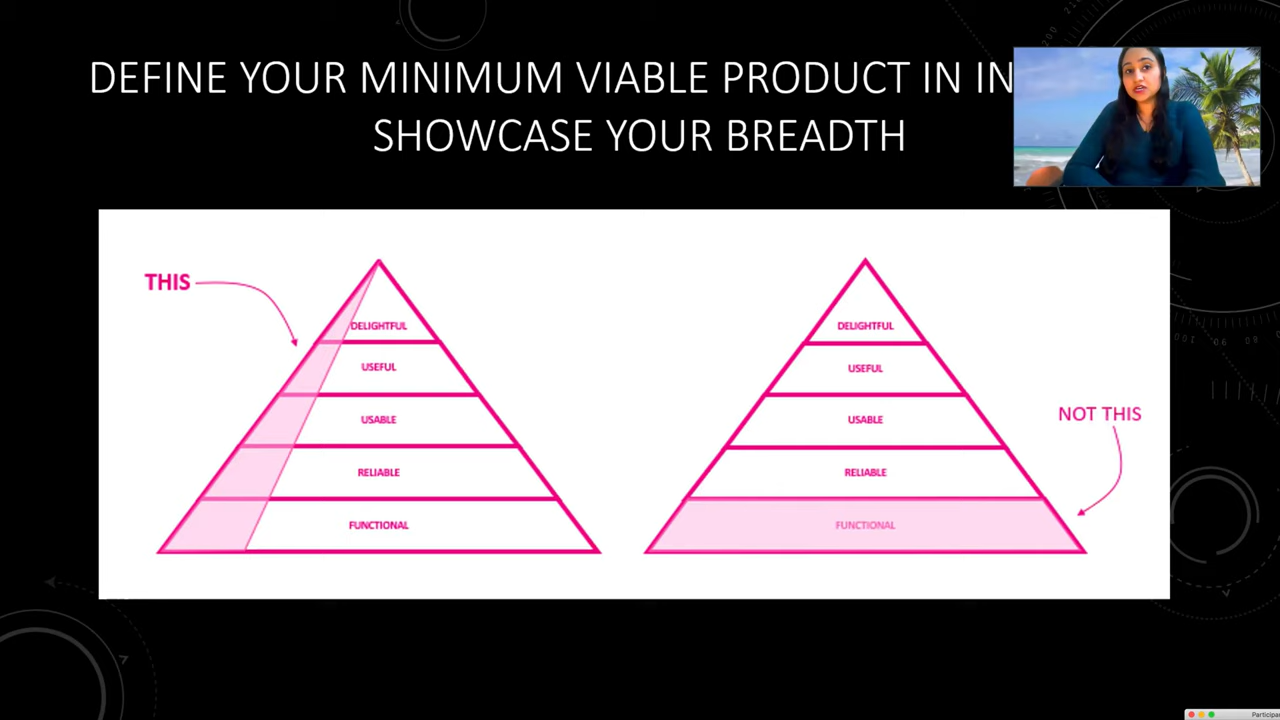 DEFINE YOUR MINIMUM VIABLE PRODUCT IN
SHOWCASE YOUR BREADTH
THIS
DELIGHTFUL
USEFUL
USABLE
RELIABLE
FUNCTIONAL
DELIGHTFUL
USEFUL
USABLE
RELIABLE
FUNCTIONAL
NOT THIS